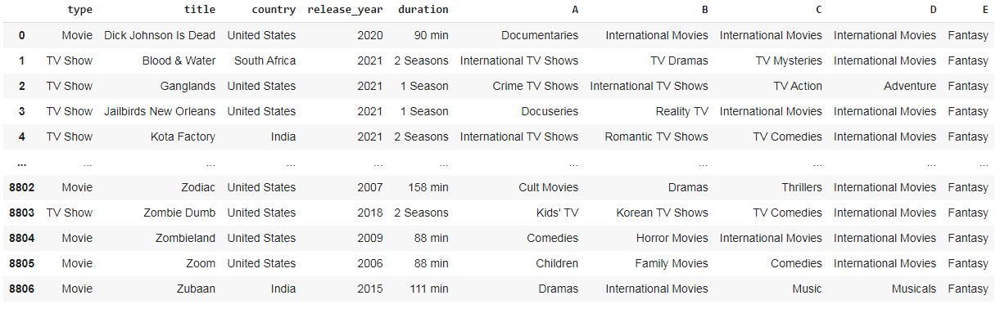 type title country release_year duration A B C D E
0 Movie Dick Johnson Is Dead United States 2020 90 min Documentaries International Movies International Movies International Movies Fantasy
1 TV Show Blood & Water South Africa 2021 2 Seasons International TV Shows TV Dramas TV Mysteries International Movies Fantasy
2 TV Show Ganglands United States 2021 1 Season Crime TV Shows International TV Shows TV Action Adventure Fantasy
3 TV Show Jailbirds New Orleans United States 2021 1 Season Docuseries Reality TV International Movies International Movies Fantasy
4 TV Show Kota Factory India 2021 2 Seasons International TV Shows Romantic TV Shows TV Comedies International Movies Fantasy
... ... ... ... ... ... ... ... ... ... ...
8802 Movie Zodiac United States 2007 158 min Cult Movies Dramas Thrillers International Movies Fantasy
8803 TV Show Zombie Dumb United States 2018 2 Seasons Kids' TV Korean TV Shows TV Comedies International Movies Fantasy
8804 Movie Zombieland United States 2009 88 min Comedies Horror Movies International Movies International Movies Fantasy
8805 Movie Zoom United States 2006 88 min Children Family Movies Comedies International Movies Fantasy
8806 Movie Zubaan India 2015 111 min Dramas International Movies Music Musicals Fantasy